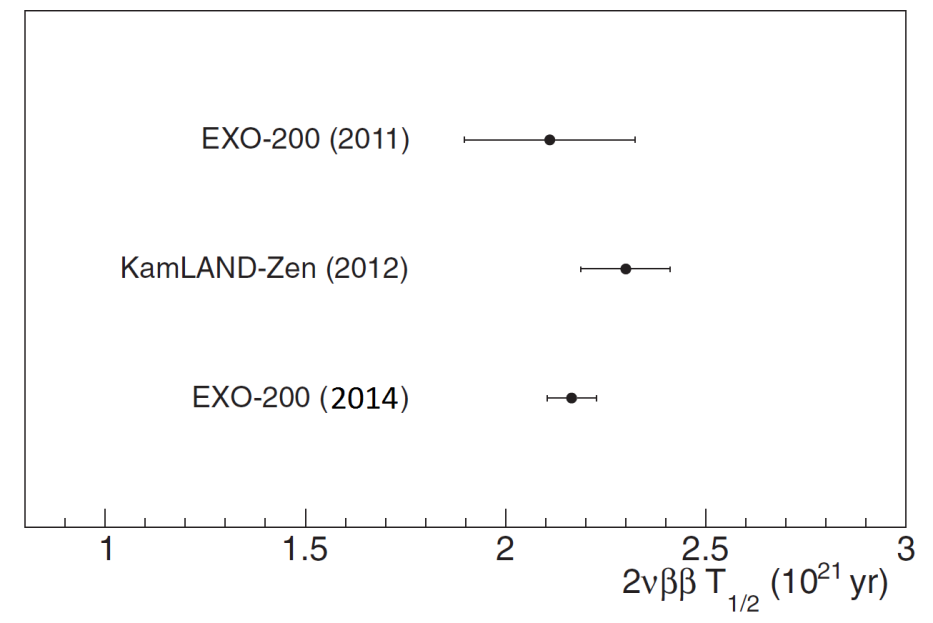 EXO-200 (2011)
KamLAND-Zen (2012)
EXO-200 (2014)
1 1.5 2 2.5 3
2νββ T1/2 (10²¹ yr)